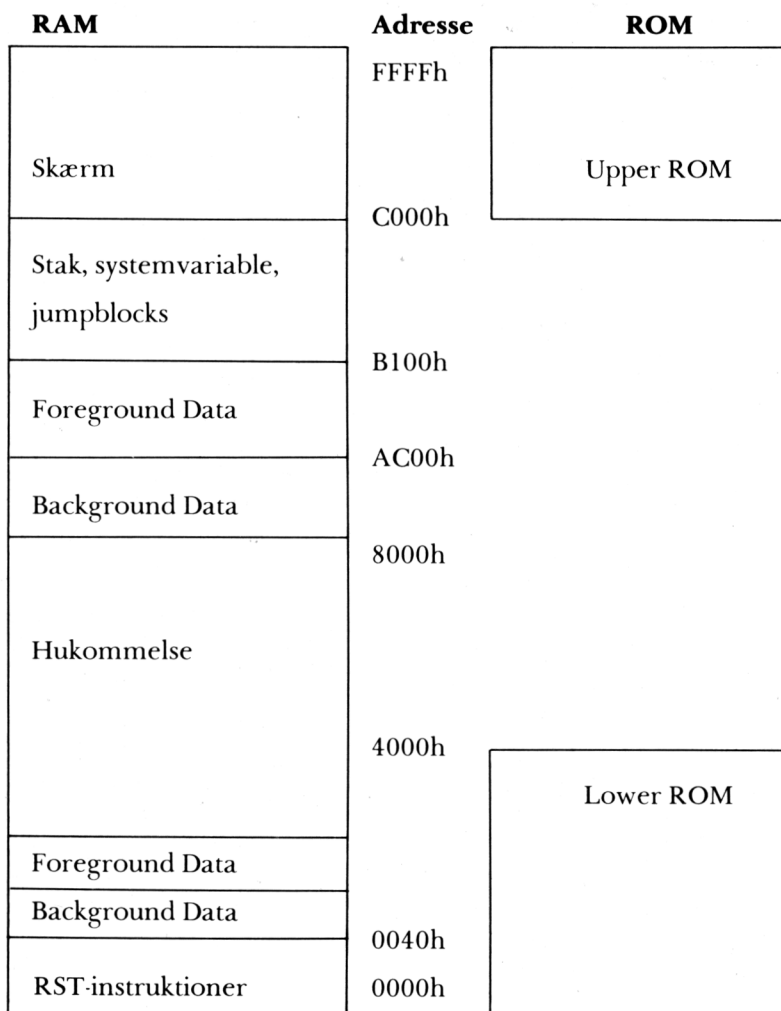 RAM Adresse ROM
FFFFh
Skærm Upper ROM
C000h
Stak, systemvariable,
jumpblocks
B100h
Foreground Data
AC00h
Background Data
8000h
Hukommelse
4000h
Lower ROM
Foreground Data
Background Data
0040h
RST-instruktioner 0000h